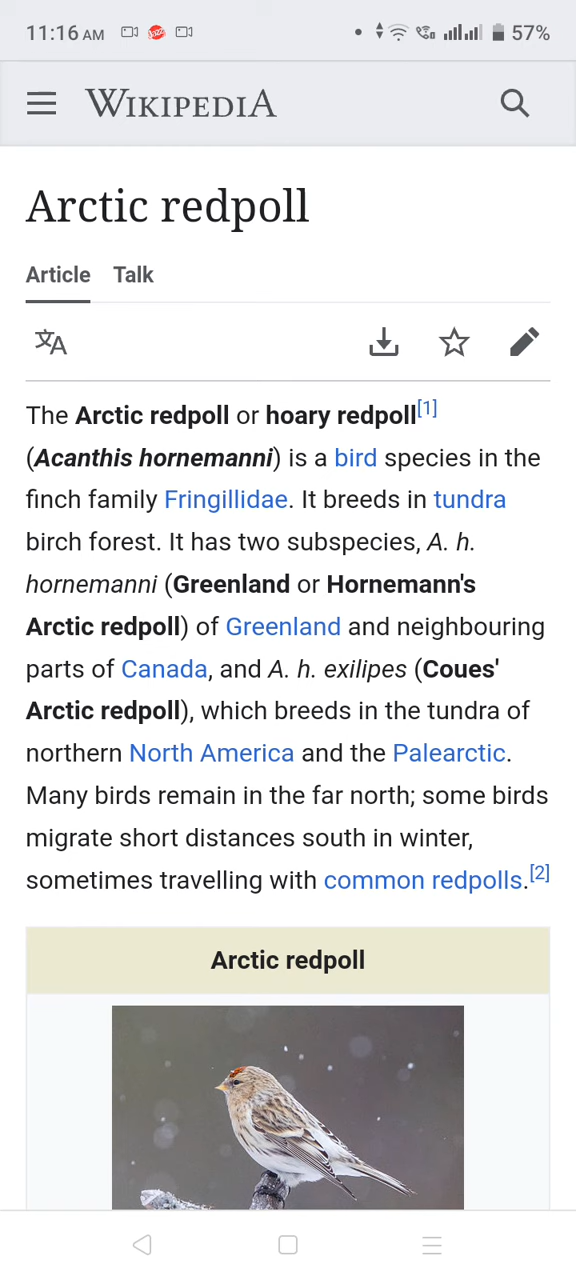 11:16 AM
57%
WIKIPEDIA
Arctic redpoll
Article Talk
The Arctic redpoll or hoary redpoll[1]
(Acanthis hornemanni) is a bird species in the
finch family Fringillidae. It breeds in tundra
birch forest. It has two subspecies, A. h.
hornemanni (Greenland or Hornemann's
Arctic redpoll) of Greenland and neighbouring
parts of Canada, and A. h. exilipes (Coues'
Arctic redpoll), which breeds in the tundra of
northern North America and the Palearctic.
Many birds remain in the far north; some birds
migrate short distances south in winter,
sometimes travelling with common redpolls.[2]
Arctic redpoll